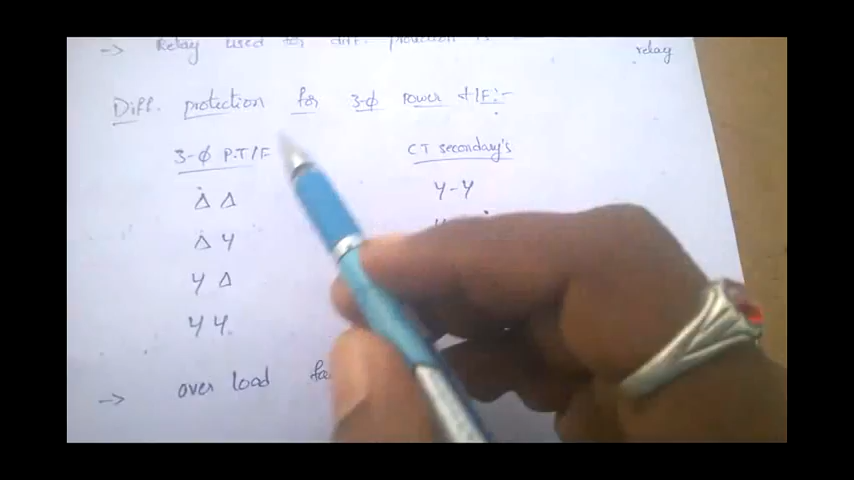 -> Relay used for diff. protection relay
Diff. protection for 3-ϕ Power t/F:-
3-ϕ P.T/F CT secondary's
Δ Δ Y-Y
Δ Y
Y Δ
Y Y
-> over load